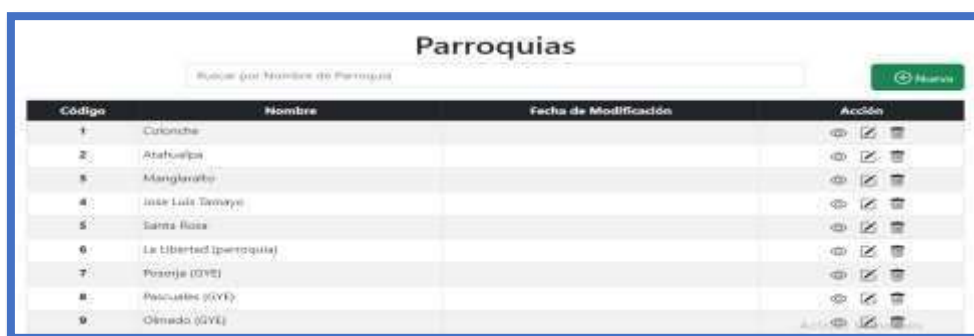 Parroquias
Buscar por Nombre de Parroquia
Nuevo
Código Nombre Fecha de Modificación Acción
1 Colonche
2 Atahualpa
3 Manglaralto
4 Jose Luis Tamayo
5 Santa Rosa
6 La Libertad (parroquia)
7 Posorja (GYE)
8 Pascuales (GYE)
9 Olmedo (GYE)